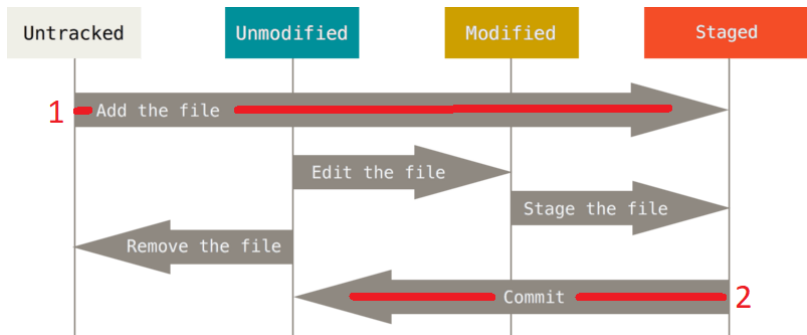 Untracked
Unmodified
Modified
Staged
1
Add the file
Edit the file
Stage the file
Remove the file
Commit
2